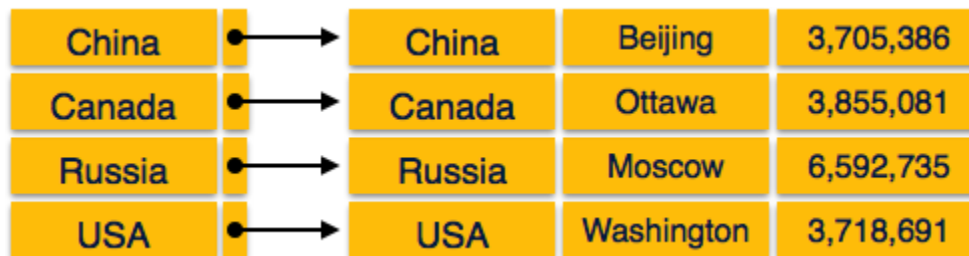 China China Beijing 3,705,386
Canada Canada Ottawa 3,855,081
Russia Russia Moscow 6,592,735
USA USA Washington 3,718,691